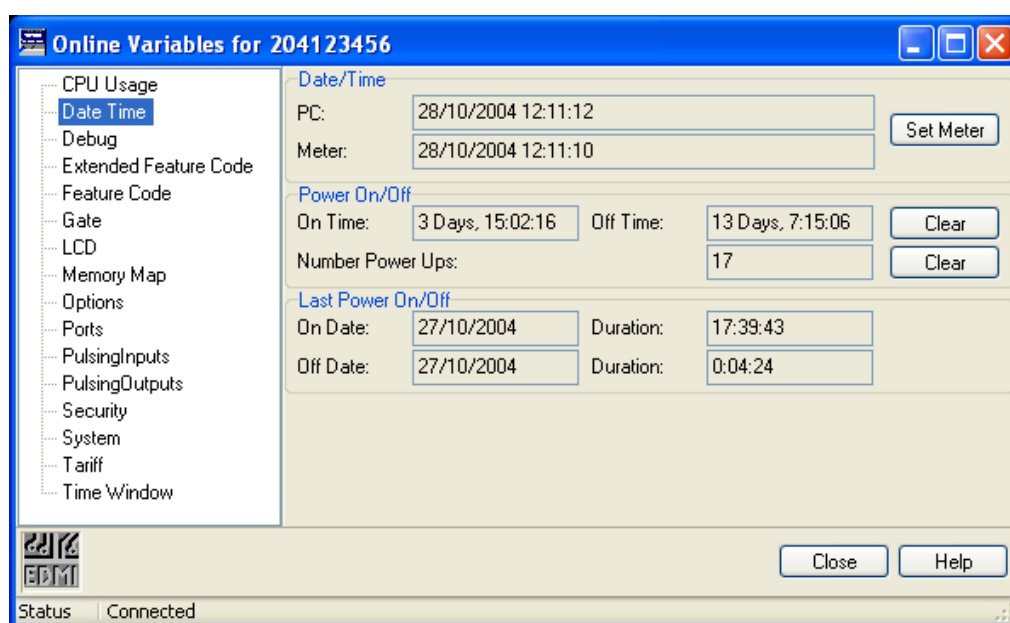 Online Variables for 204123456
CPU Usage
Date Time
Debug
Extended Feature Code
Feature Code
Gate
LCD
Memory Map
Options
Ports
PulsingInputs
PulsingOutputs
Security
System
Tariff
Time Window
Date/Time
PC: 28/10/2004 12:11:12
Set Meter
Meter: 28/10/2004 12:11:10
Power On/Off
On Time: 3 Days, 15:02:16 Off Time: 13 Days, 7:15:06 Clear
Number Power Ups: 17 Clear
Last Power On/Off
On Date: 27/10/2004 Duration: 17:39:43
Off Date: 27/10/2004 Duration: 0:04:24
EDMI
Close Help
Status Connected